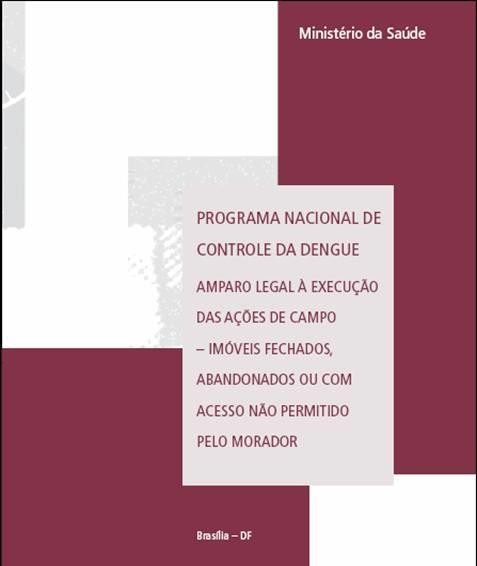 Ministério da Saúde
PROGRAMA NACIONAL DE
CONTROLE DA DENGUE
AMPARO LEGAL À EXECUÇÃO
DAS AÇÕES DE CAMPO
– IMÓVEIS FECHADOS,
ABANDONADOS OU COM
ACESSO NÃO PERMITIDO
PELO MORADOR
Brasília – DF